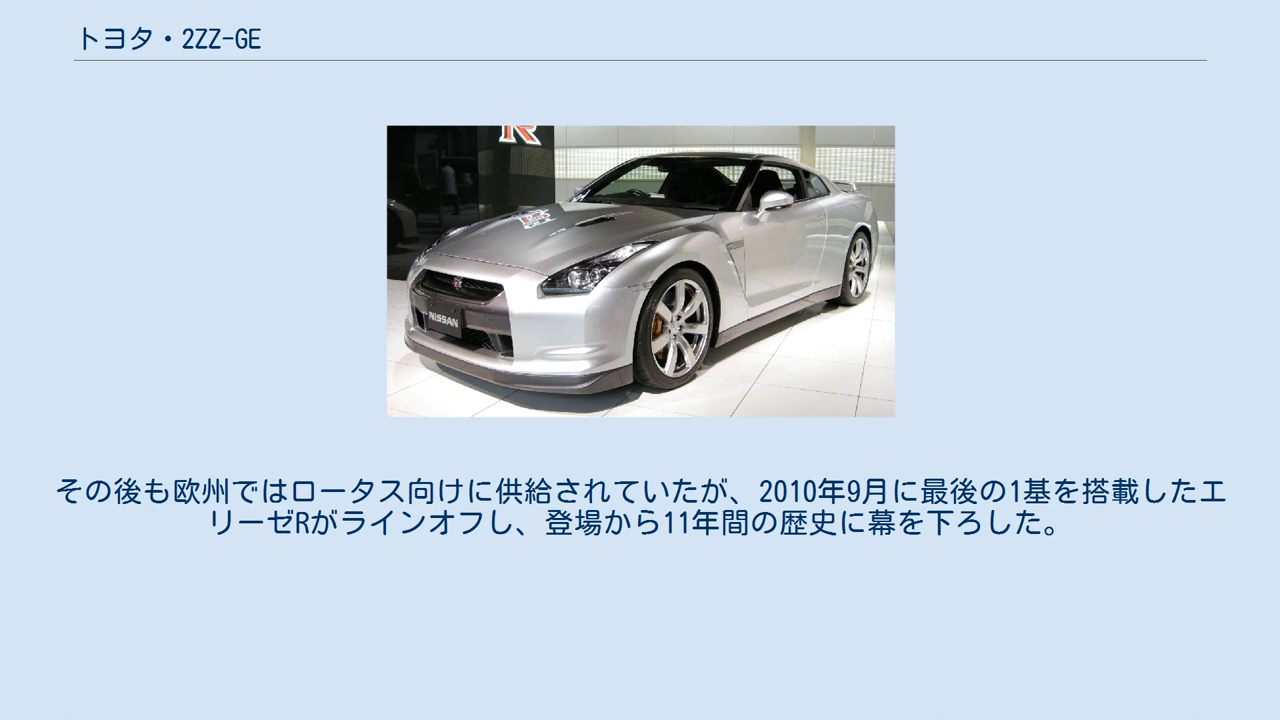 トヨタ・2ZZ-GE
R
NISSAN
その後も欧州ではロータス向けに供給されていたが、2010年9月に最後の1基を搭載したエ
リーゼRがラインオフし、登場から11年間の歴史に幕を下ろした。